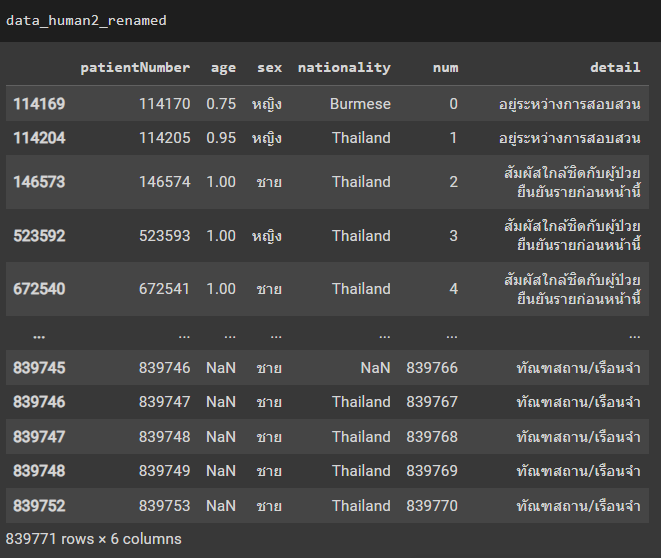 data_human2_renamed
patientNumber age sex nationality num detail
114169 114170 0.75 หญิง Burmese 0 อยู่ระหว่างการสอบสวน
114204 114205 0.95 หญิง Thailand 1 อยู่ระหว่างการสอบสวน
146573 146574 1.00 ชาย Thailand 2 สัมผัสใกล้ชิดกับผู้ป่วย
ยืนยันรายก่อนหน้านี้
523592 523593 1.00 หญิง Thailand 3 สัมผัสใกล้ชิดกับผู้ป่วย
ยืนยันรายก่อนหน้านี้
672540 672541 1.00 ชาย Thailand 4 สัมผัสใกล้ชิดกับผู้ป่วย
ยืนยันรายก่อนหน้านี้
... ... ... ... ... ... ...
839745 839746 NaN ชาย NaN 839766 ทัณฑสถาน/เรือนจำ
839746 839747 NaN ชาย Thailand 839767 ทัณฑสถาน/เรือนจำ
839747 839748 NaN ชาย Thailand 839768 ทัณฑสถาน/เรือนจำ
839748 839749 NaN ชาย Thailand 839769 ทัณฑสถาน/เรือนจำ
839752 839753 NaN ชาย Thailand 839770 ทัณฑสถาน/เรือนจำ
839771 rows × 6 columns